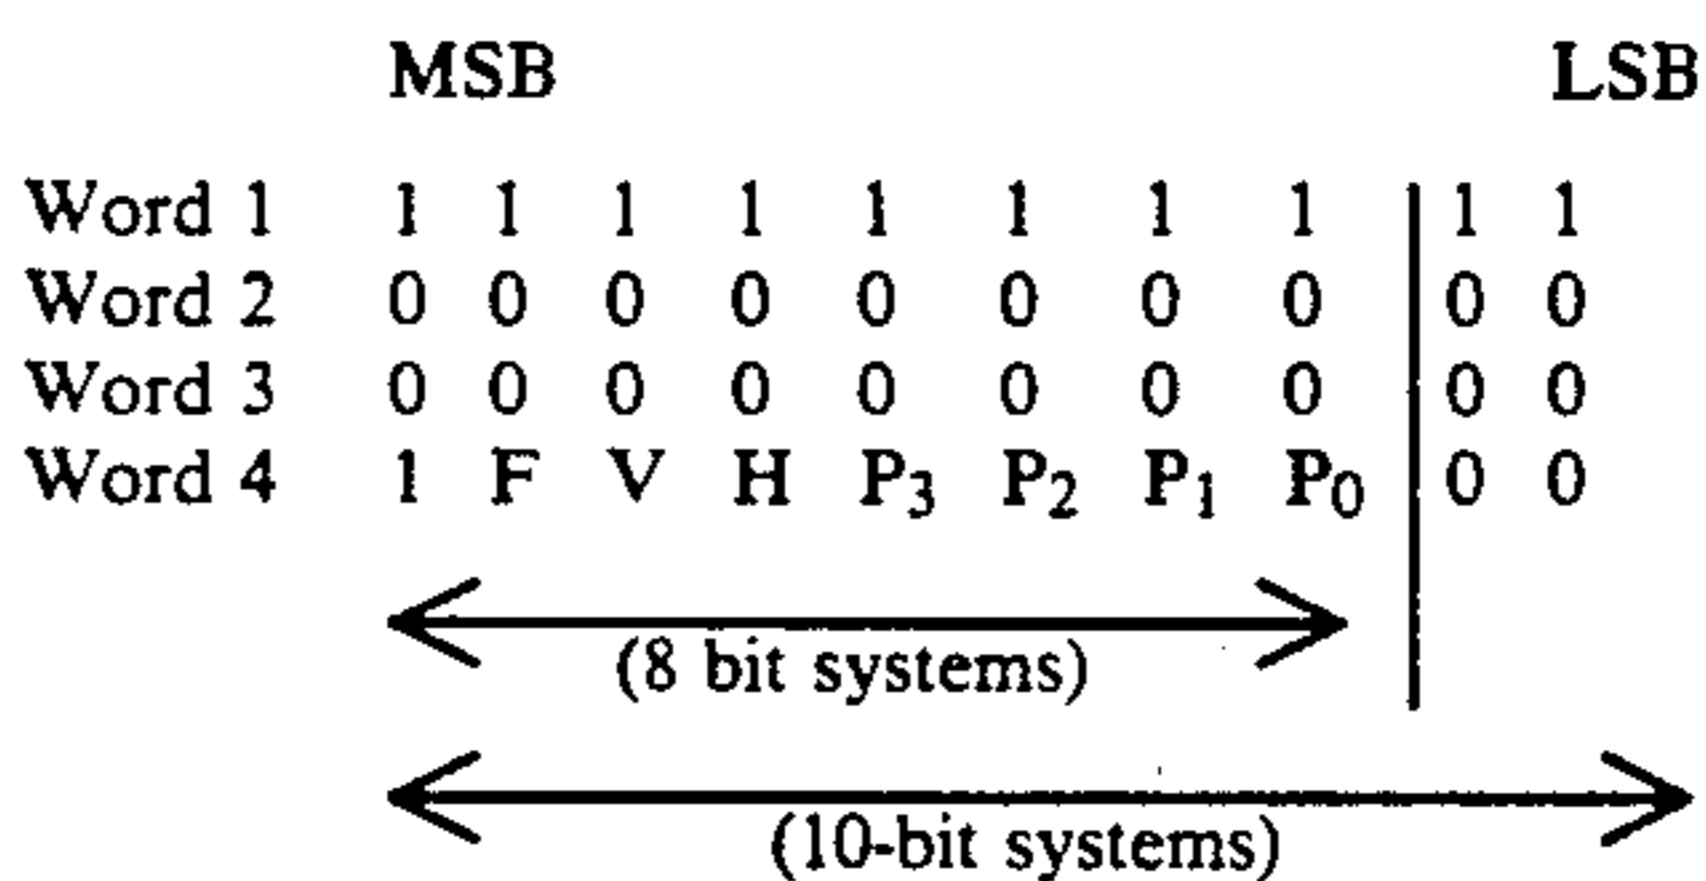 MSB LSB
Word 1 1 1 1 1 1 1 1 1 1 1
Word 2 0 0 0 0 0 0 0 0 0 0
Word 3 0 0 0 0 0 0 0 0 0 0
Word 4 1 F V H P₃ P₂ P₁ P₀ 0 0
(8 bit systems)
(10-bit systems)